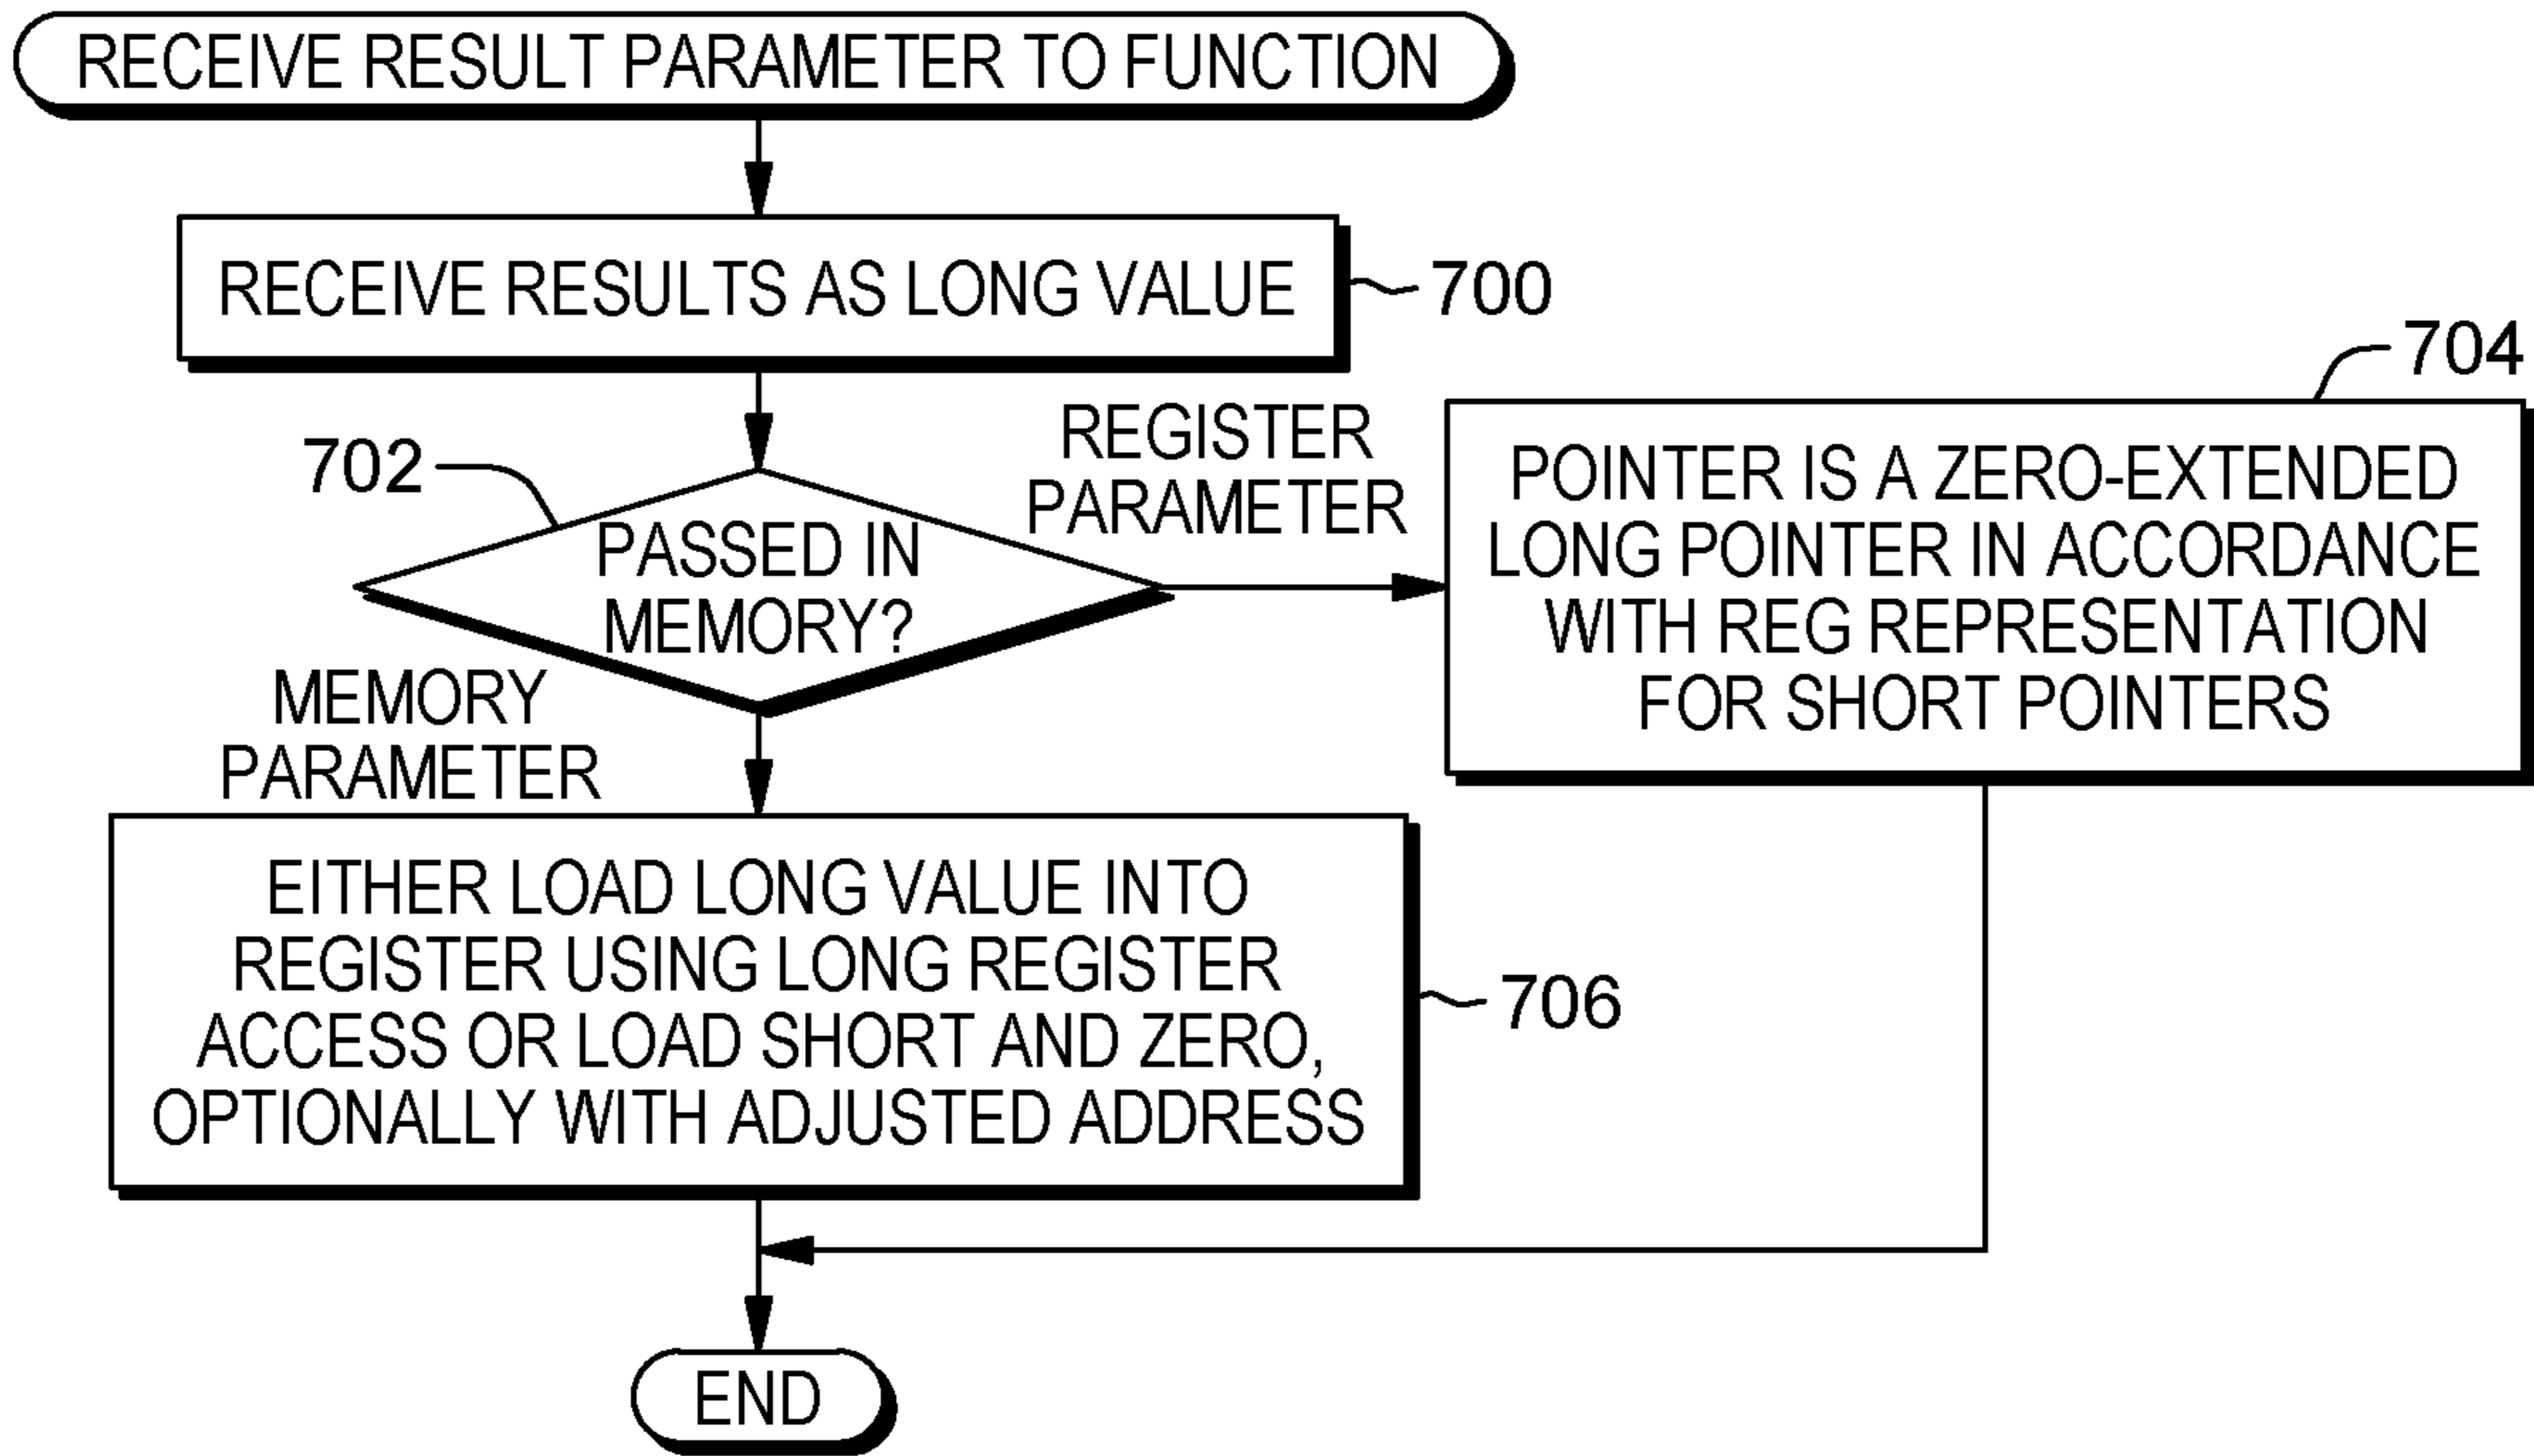 RECEIVE RESULT PARAMETER TO FUNCTION
RECEIVE RESULTS AS LONG VALUE
700
702
PASSED IN
MEMORY?
REGISTER
PARAMETER
704
POINTER IS A ZERO-EXTENDED
LONG POINTER IN ACCORDANCE
WITH REG REPRESENTATION
FOR SHORT POINTERS
MEMORY
PARAMETER
EITHER LOAD LONG VALUE INTO
REGISTER USING LONG REGISTER
ACCESS OR LOAD SHORT AND ZERO,
OPTIONALLY WITH ADJUSTED ADDRESS
706
END